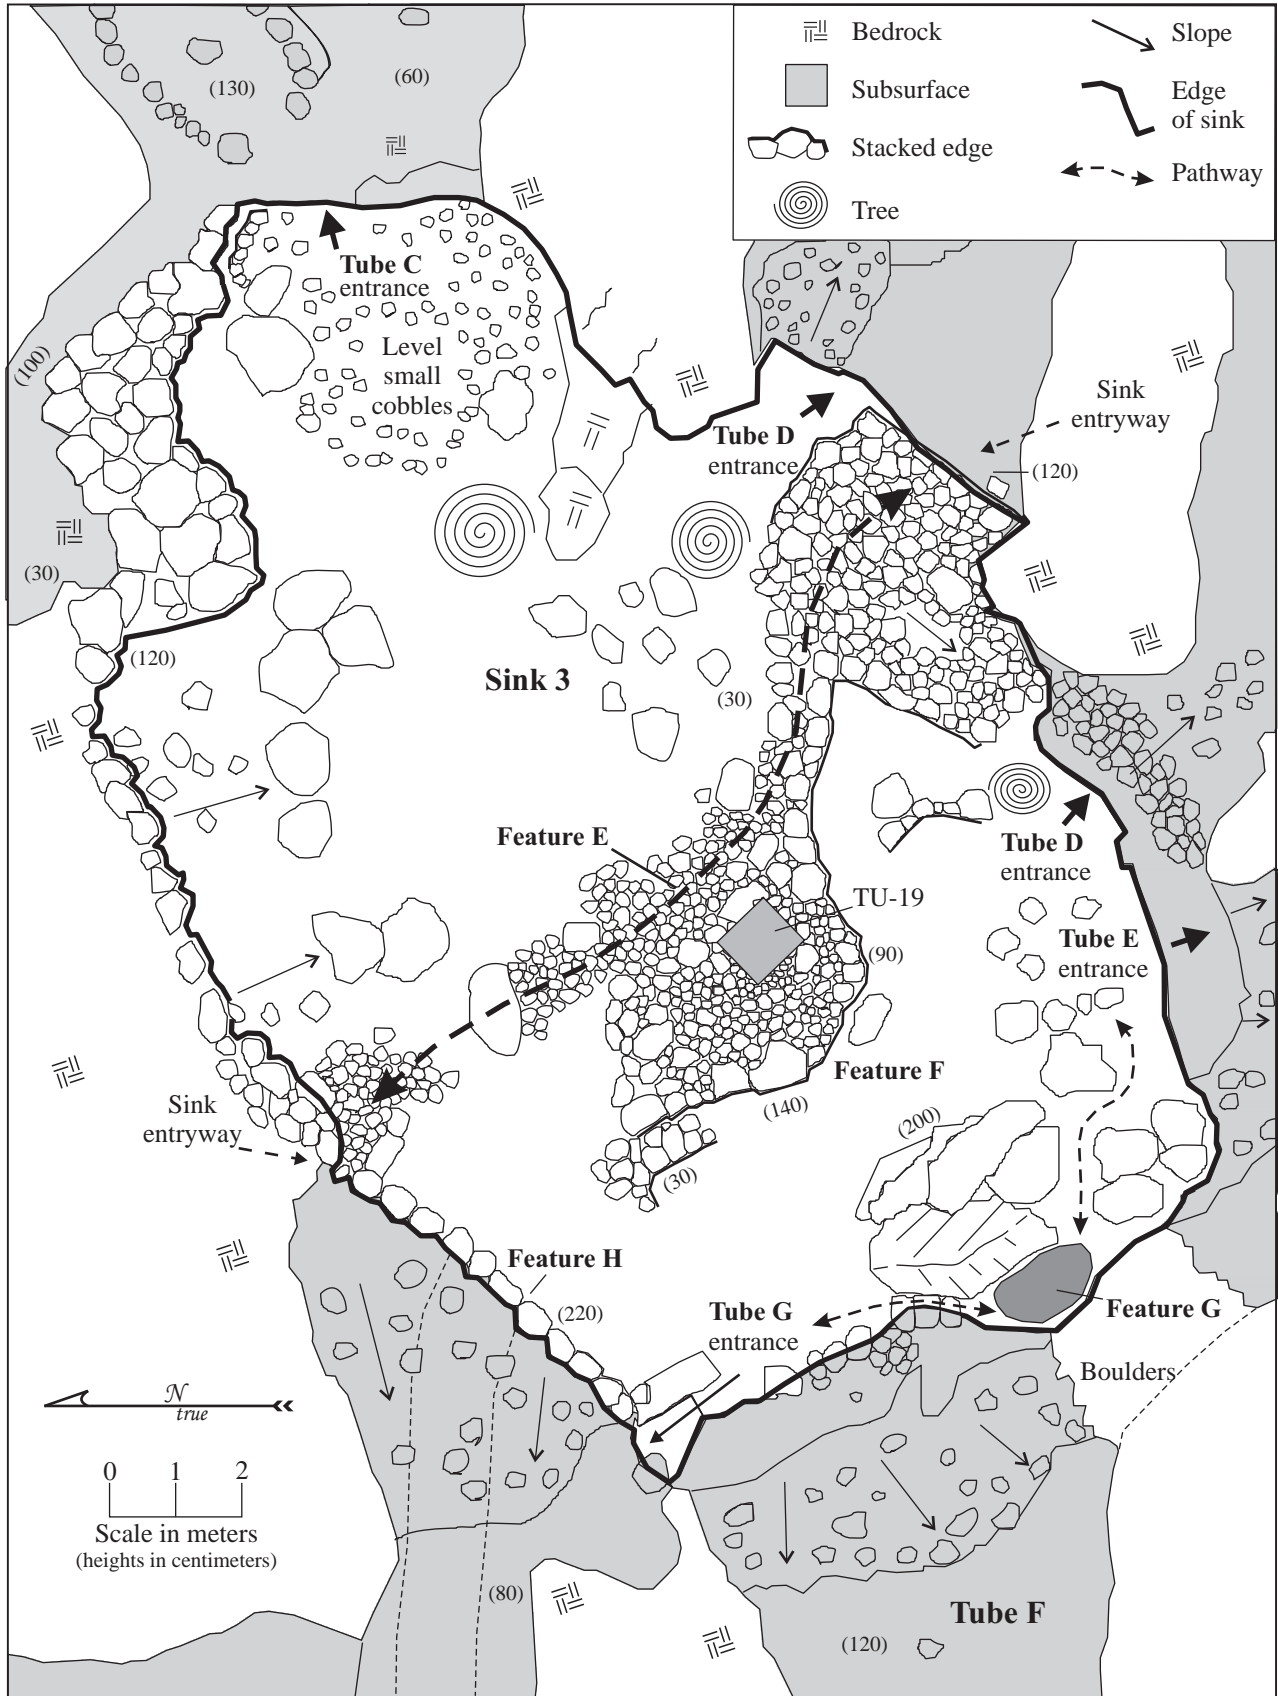 Bedrock
Subsurface
Stacked edge
Tree
Slope
Edge
of sink
Pathway
(130)
(60)
Tube C
entrance
Level
small
cobbles
(100)
(30)
(120)
Tube D
entrance
Sink
entryway
(120)
Sink 3
(30)
Feature E
TU-19
(90)
Tube D
entrance
Tube E
entrance
Feature F
(140)
(200)
(30)
Sink
entryway
Feature H
(220)
Tube G
entrance
Feature G
Boulders
N
true
0 1 2
Scale in meters
(heights in centimeters)
(80)
Tube F
(120)